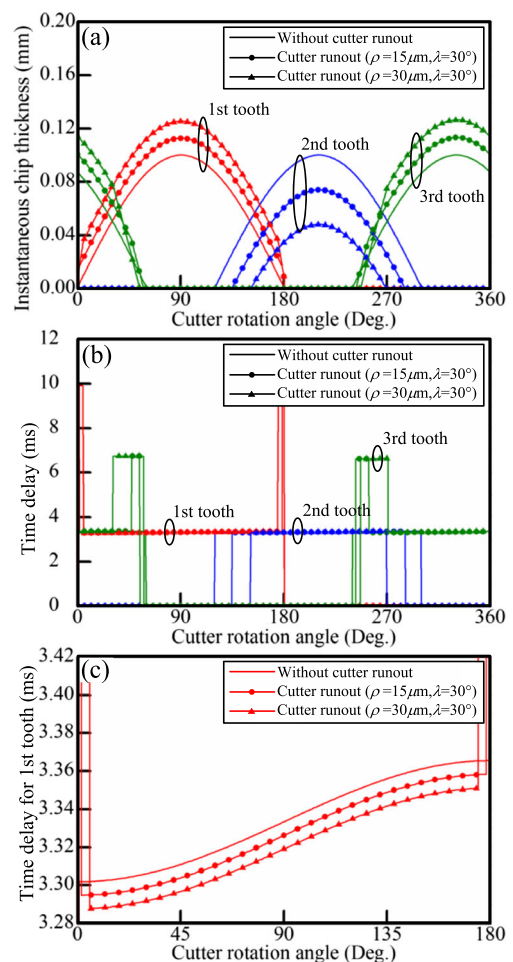 (a)
Without cutter runout
Cutter runout (ρ =15μm,λ=30°)
Cutter runout (ρ =30μm,λ=30°)
1st tooth
2nd tooth
3rd tooth
Instantaneous chip thickness (mm)
0.20
0.16
0.12
0.08
0.04
0.00
0 90 180 270 360
Cutter rotation angle (Deg.)
(b)
Without cutter runout
Cutter runout (ρ =15μm,λ=30°)
Cutter runout (ρ =30μm,λ=30°)
3rd tooth
1st tooth
2nd tooth
Time delay (ms)
12
10
8
6
4
2
0
0 90 180 270 360
Cutter rotation angle (Deg.)
(c)
Without cutter runout
Cutter runout (ρ =15μm,λ=30°)
Cutter runout (ρ =30μm,λ=30°)
Time delay for 1st tooth (ms)
3.42
3.40
3.38
3.36
3.34
3.32
3.30
3.28
0 45 90 135 180
Cutter rotation angle (Deg.)